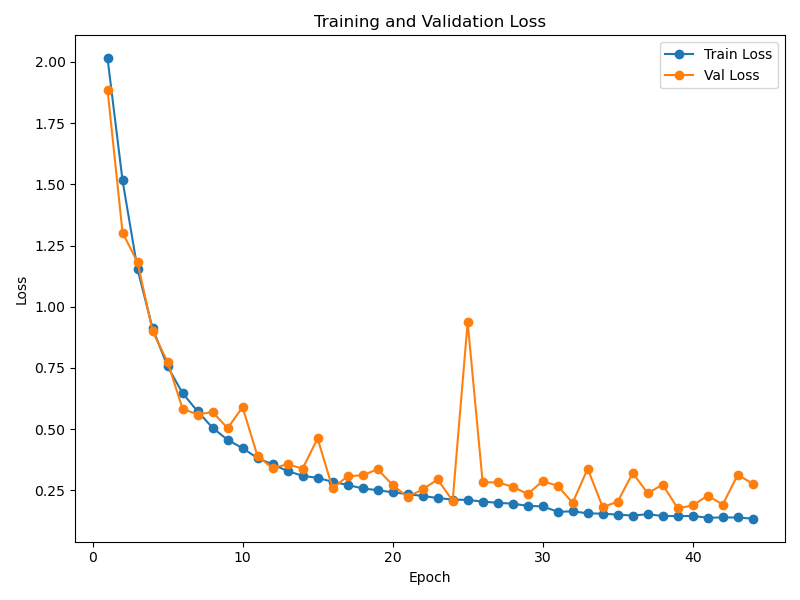 Training and Validation Loss
Train Loss
Val Loss
2.00
1.75
1.50
1.25
1.00
0.75
0.50
0.25
Loss
0 10 20 30 40
Epoch